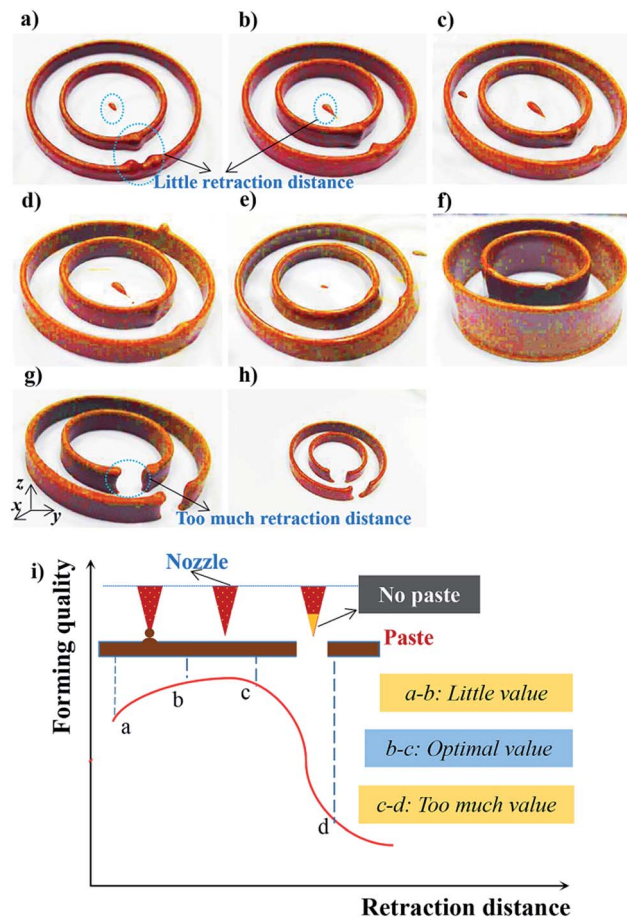 a)
b)
c)
Little retraction distance
d)
e)
f)
g)
h)
z
x
y
Too much retraction distance
i)
Nozzle
No paste
Paste
Forming quality
a
b
c
d
a-b: Little value
b-c: Optimal value
c-d: Too much value
Retraction distance